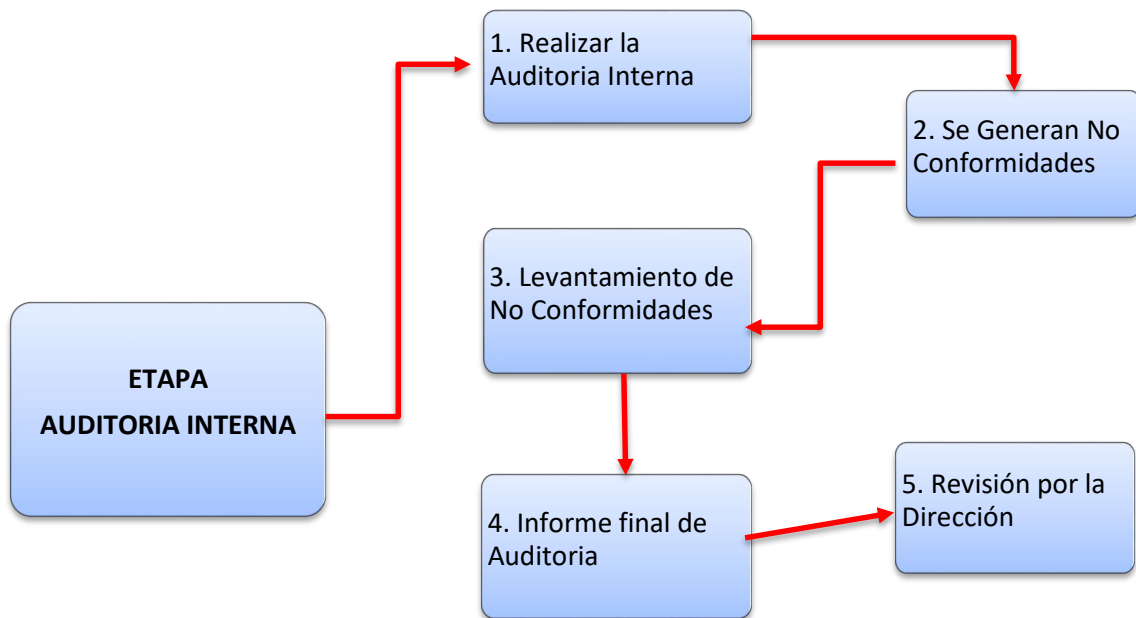 1. Realizar la
Auditoria Interna
2. Se Generan No
Conformidades
3. Levantamiento de
No Conformidades
ETAPA
AUDITORIA INTERNA
4. Informe final de
Auditoria
5. Revisión por la
Dirección